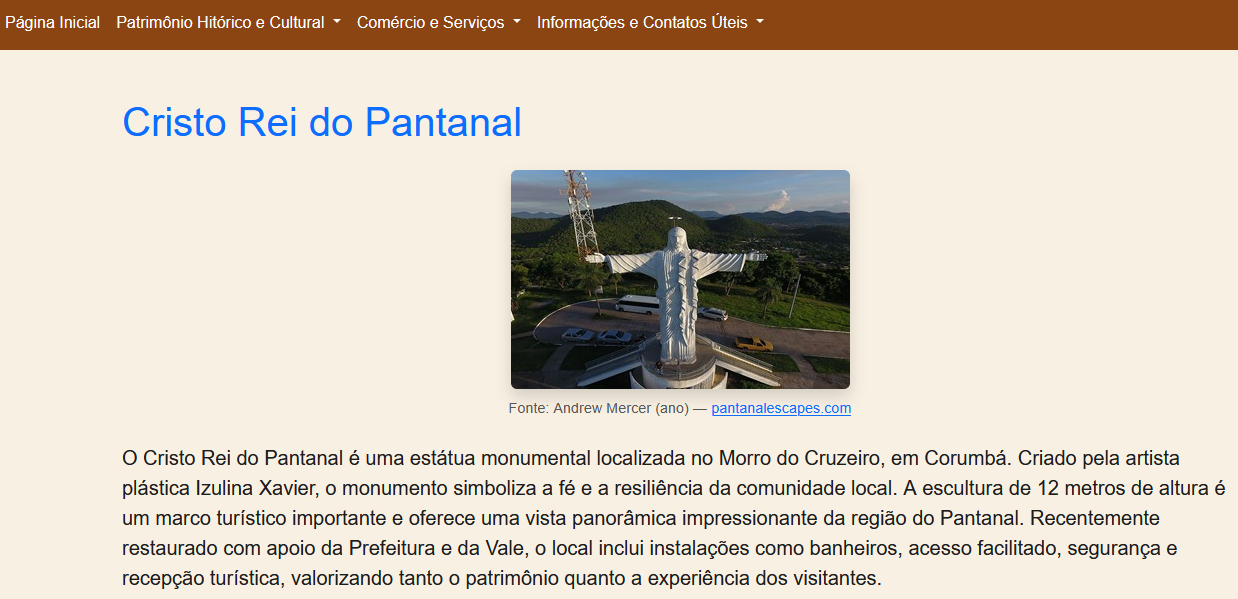 Página Inicial Patrimônio Hitórico e Cultural Comércio e Serviços Informações e Contatos Úteis
Cristo Rei do Pantanal
Fonte: Andrew Mercer (ano) — pantanalescapes.com
O Cristo Rei do Pantanal é uma estátua monumental localizada no Morro do Cruzeiro, em Corumbá. Criado pela artista
plástica Izulina Xavier, o monumento simboliza a fé e a resiliência da comunidade local. A escultura de 12 metros de altura é
um marco turístico importante e oferece uma vista panorâmica impressionante da região do Pantanal. Recentemente
restaurado com apoio da Prefeitura e da Vale, o local inclui instalações como banheiros, acesso facilitado, segurança e
recepção turística, valorizando tanto o patrimônio quanto a experiência dos visitantes.